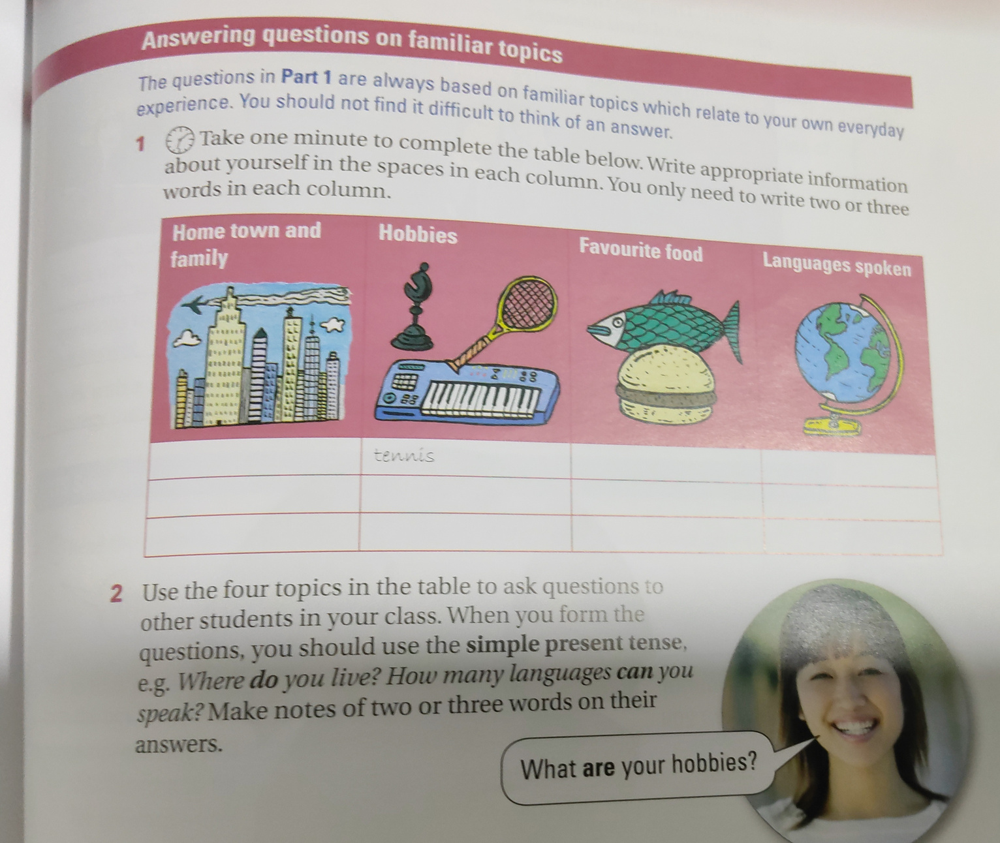 Answering questions on familiar topics
The questions in Part 1 are always based on familiar topics which relate to your own everyday
experience. You should not find it difficult to think of an answer.
1 Take one minute to complete the table below. Write appropriate information
about yourself in the spaces in each column. You only need to write two or three
words in each column.
Home town and
family
Hobbies
Favourite food
Languages spoken
tennis
2 Use the four topics in the table to ask questions to
other students in your class. When you form the
questions, you should use the simple present tense,
e.g. Where do you live? How many languages can you
speak? Make notes of two or three words on their
answers.
What are your hobbies?